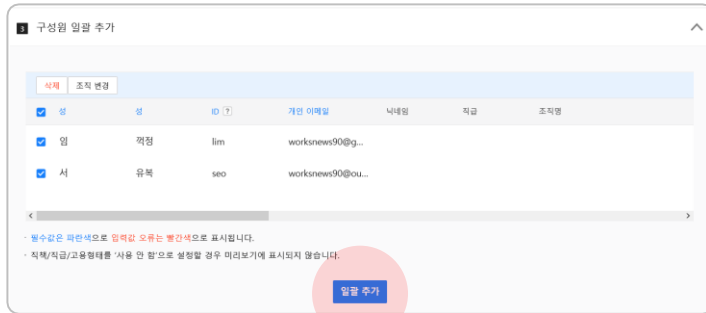 3 구성원 일괄 추가
삭제 조직 변경
성 성 ID ? 개인 이메일 닉네임 직급 조직명
임 꺽정 lim worksnews90@g...
서 유복 seo worksnews90@ou...
· 필수값은 파란색으로 입력값 오류는 빨간색으로 표시됩니다.
· 직책/직급/고용형태를 '사용 안 함'으로 설정할 경우 미리보기에 표시되지 않습니다.
일괄 추가